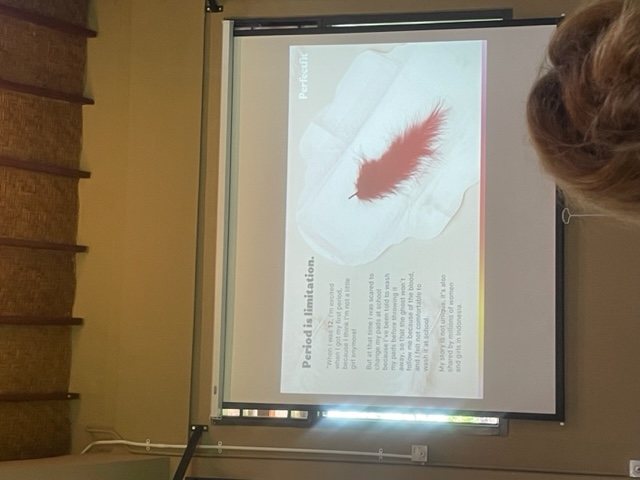 Period is limitation.
Perfectfit
"When I was 12, I'm excited
when I got my first period,
because I think I'm not a little
girl anymore!
But at that time I was scared to
change my pads at school
because I've been told to wash
my pads before throwing it
away, so that the ghost won't
follow me because of the blood,
and I felt not comfortable to
wash it at school.
My story is not unique, it's also
shared by millions of women
and girls in Indonesia.